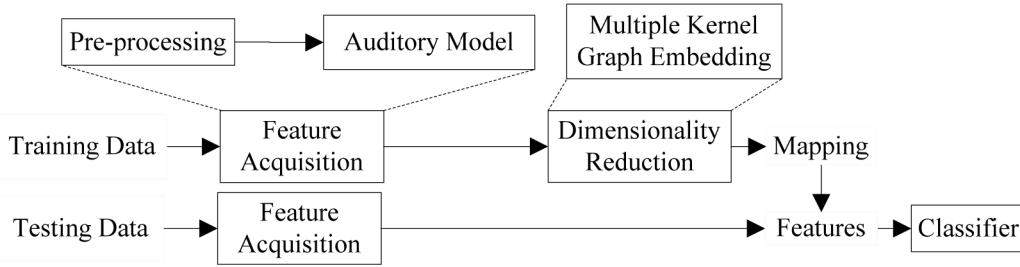 Pre-processing
Auditory Model
Multiple Kernel
Graph Embedding
Training Data
Feature
Acquisition
Dimensionality
Reduction
Mapping
Testing Data
Feature
Acquisition
Features
Classifier